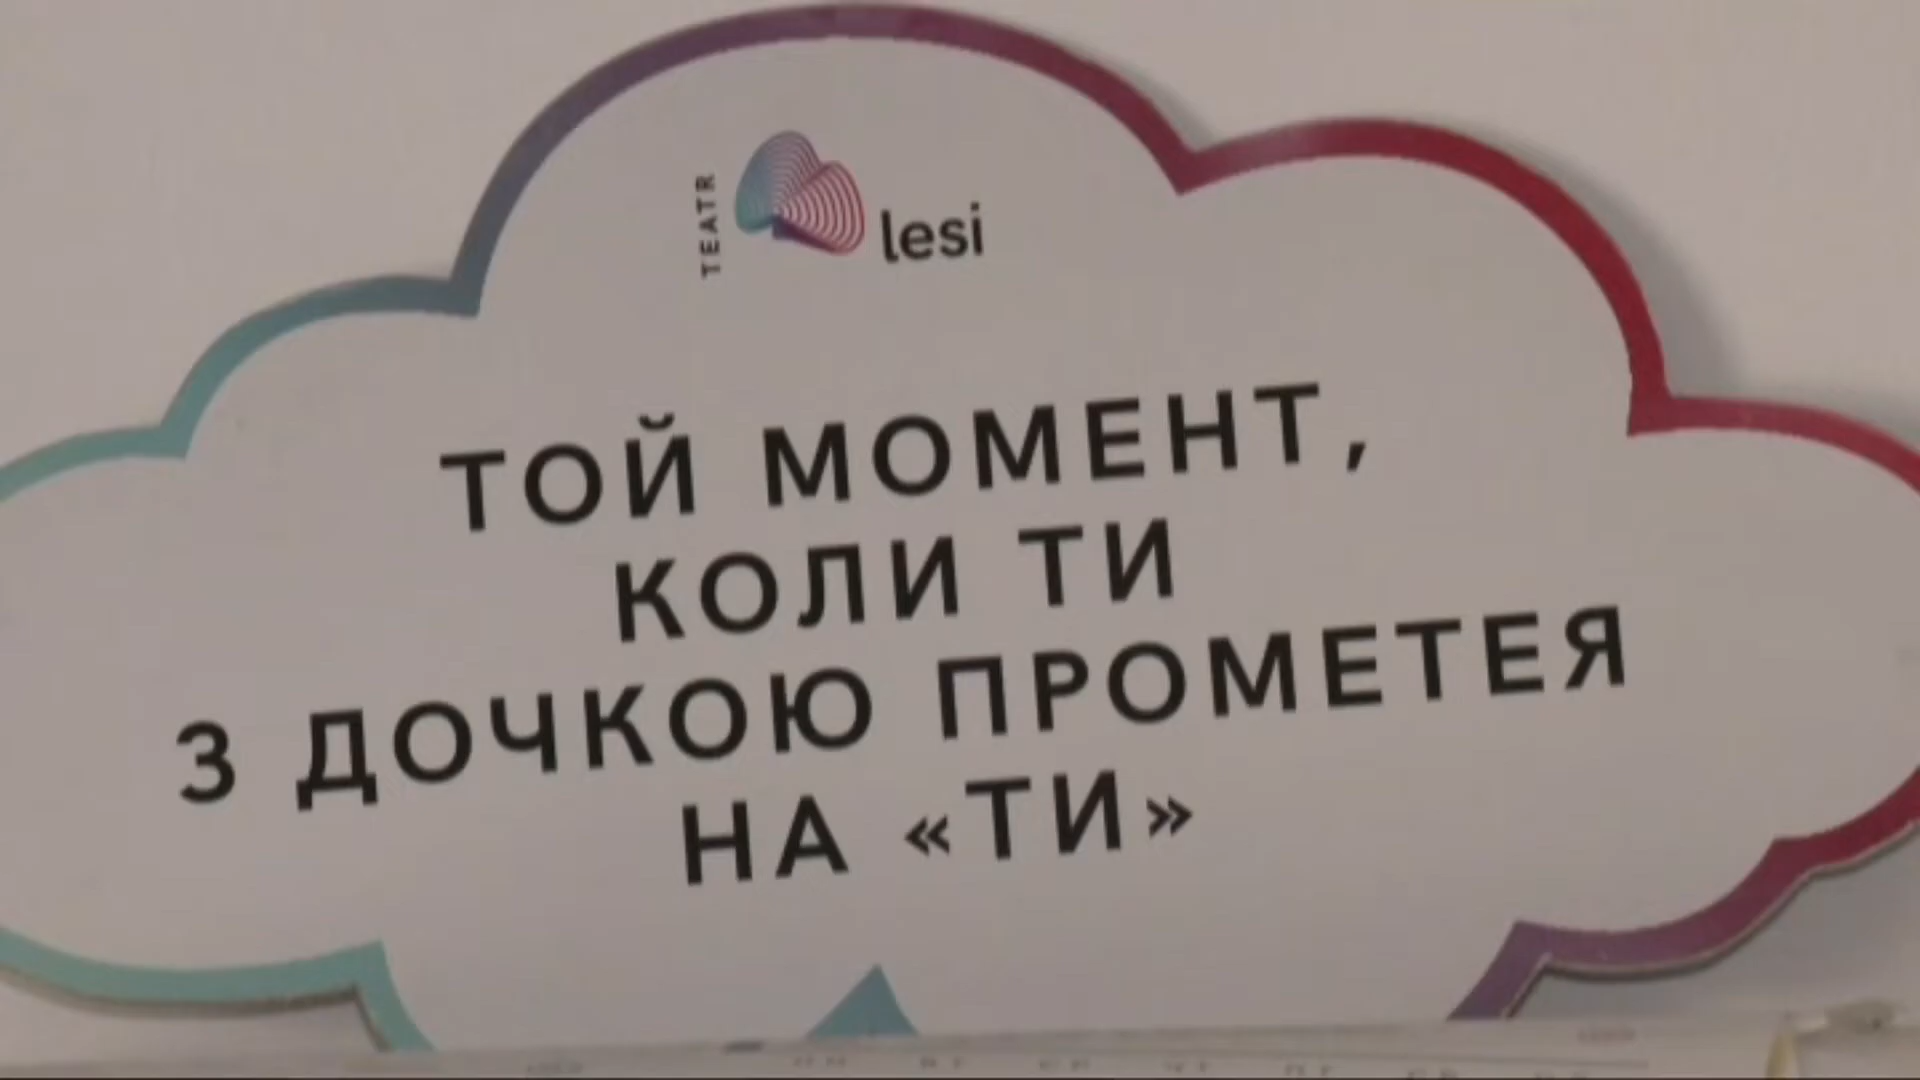 TEATR
lesi
ТОЙ МОМЕНТ,
КОЛИ ТИ
З ДОЧКОЮ ПРОМЕТЕЯ
НА «ТИ»